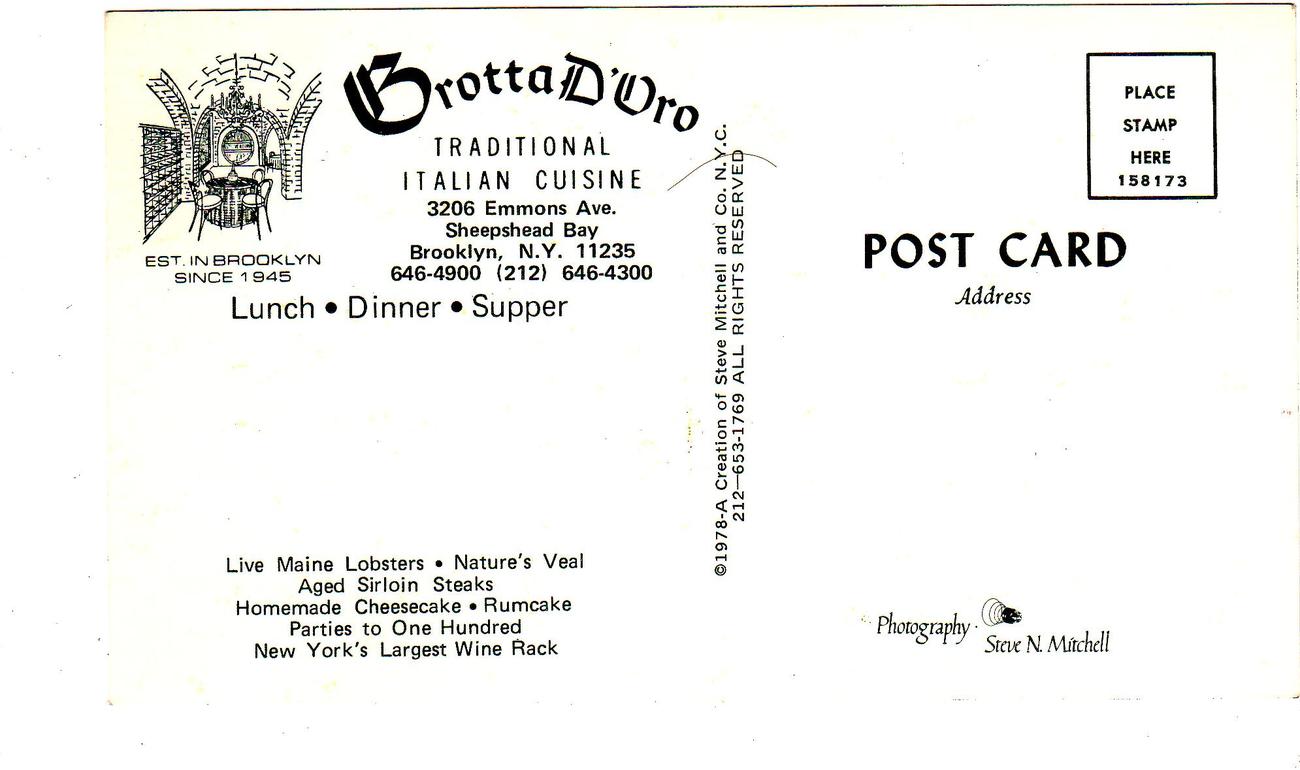 Grotta D'Oro
TRADITIONAL
ITALIAN CUISINE
3206 Emmons Ave.
Sheepshead Bay
Brooklyn, N.Y. 11235
646-4900 (212) 646-4300
EST. IN BROOKLYN
SINCE 1945
Lunch • Dinner • Supper
Live Maine Lobsters • Nature's Veal
Aged Sirloin Steaks
Homemade Cheesecake • Rumcake
Parties to One Hundred
New York's Largest Wine Rack
©1978-A Creation of Steve Mitchell and Co. N.Y.C.
212—653-1769 ALL RIGHTS RESERVED
PLACE
STAMP
HERE
158173
POST CARD
Address
Photography
Steve N. Mitchell